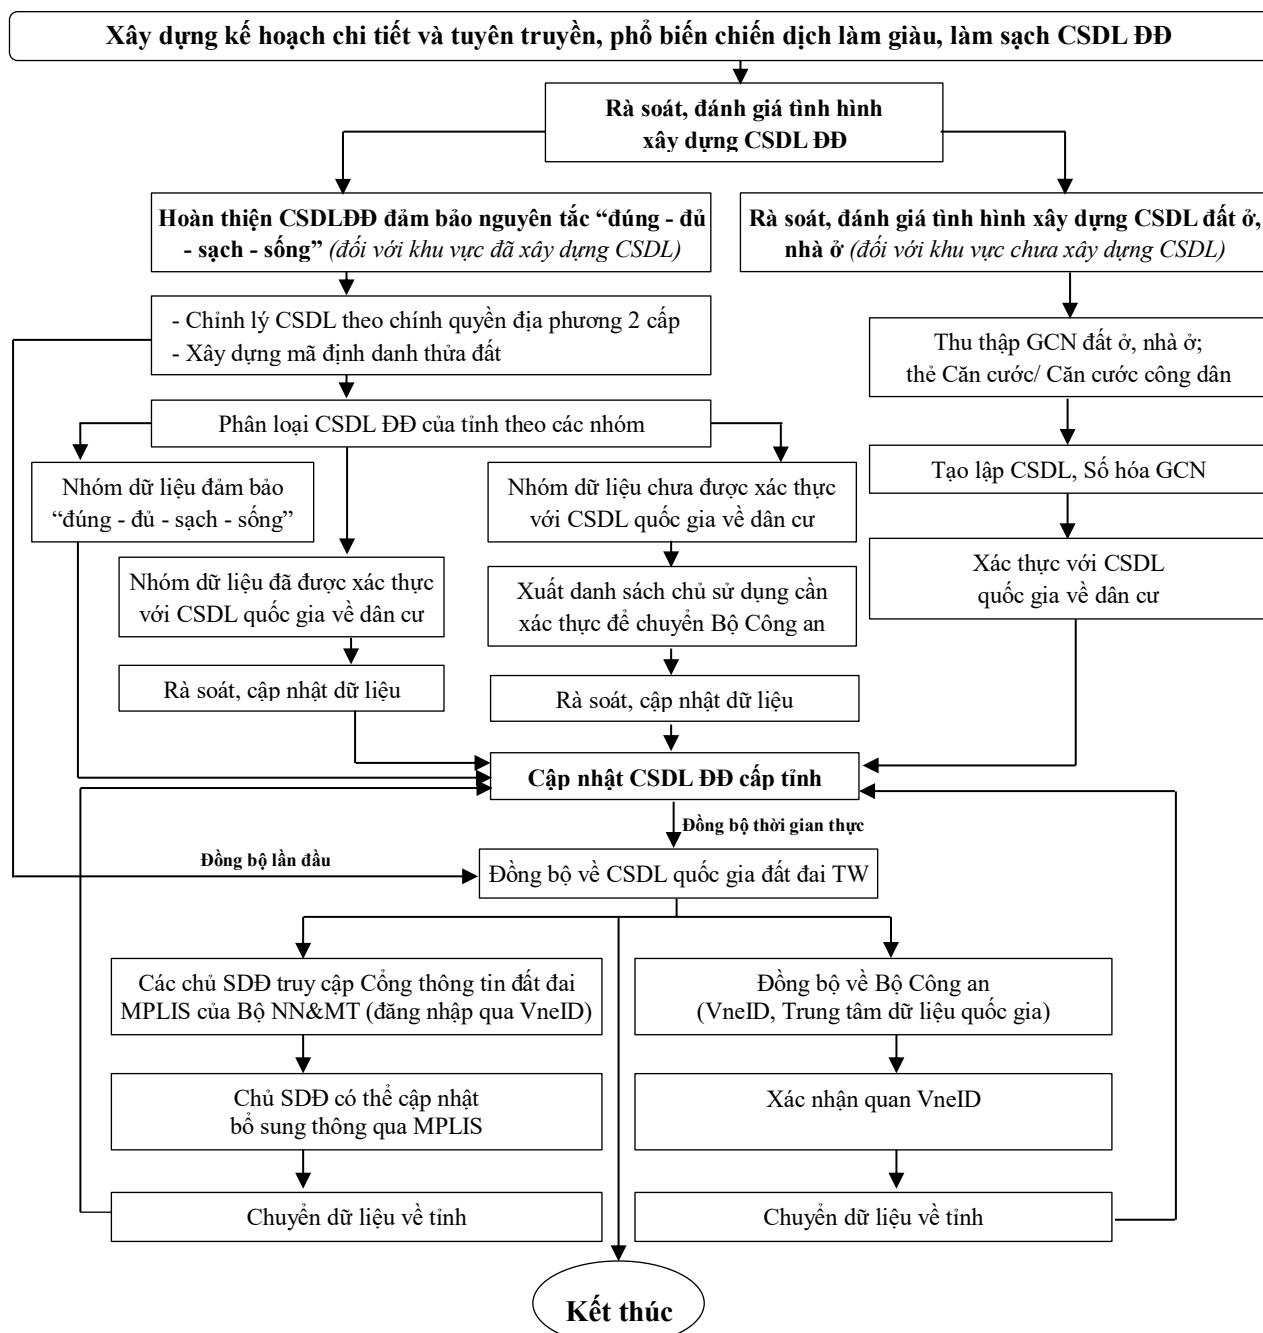 Xây dựng kế hoạch chi tiết và tuyên truyền, phổ biến chiến dịch làm giàu, làm sạch CSDL ĐĐ
Rà soát, đánh giá tình hình
xây dựng CSDL ĐĐ
Hoàn thiện CSDLĐĐ đảm bảo nguyên tắc “đúng - đủ
- sạch - sống” (đối với khu vực đã xây dựng CSDL)
Rà soát, đánh giá tình hình xây dựng CSDL đất ở,
nhà ở (đối với khu vực chưa xây dựng CSDL)
- Chỉnh lý CSDL theo chính quyền địa phương 2 cấp
- Xây dựng mã định danh thửa đất
Thu thập GCN đất ở, nhà ở;
thẻ Căn cước/ Căn cước công dân
Phân loại CSDL ĐĐ của tỉnh theo các nhóm
Tạo lập CSDL, Số hóa GCN
Nhóm dữ liệu đảm bảo
“đúng - đủ - sạch - sống”
Nhóm dữ liệu chưa được xác thực
với CSDL quốc gia về dân cư
Xác thực với CSDL
quốc gia về dân cư
Nhóm dữ liệu đã được xác thực
với CSDL quốc gia về dân cư
Xuất danh sách chủ sử dụng cần
xác thực để chuyển Bộ Công an
Rà soát, cập nhật dữ liệu
Rà soát, cập nhật dữ liệu
Cập nhật CSDL ĐĐ cấp tỉnh
Đồng bộ thời gian thực
Đồng bộ lần đầu
Đồng bộ về CSDL quốc gia đất đai TW
Các chủ SDĐ truy cập Cổng thông tin đất đai
MPLIS của Bộ NN&MT (đăng nhập qua VneID)
Đồng bộ về Bộ Công an
(VneID, Trung tâm dữ liệu quốc gia)
Chủ SDĐ có thể cập nhật
bổ sung thông qua MPLIS
Xác nhận quan VneID
Chuyển dữ liệu về tỉnh
Chuyển dữ liệu về tỉnh
Kết thúc